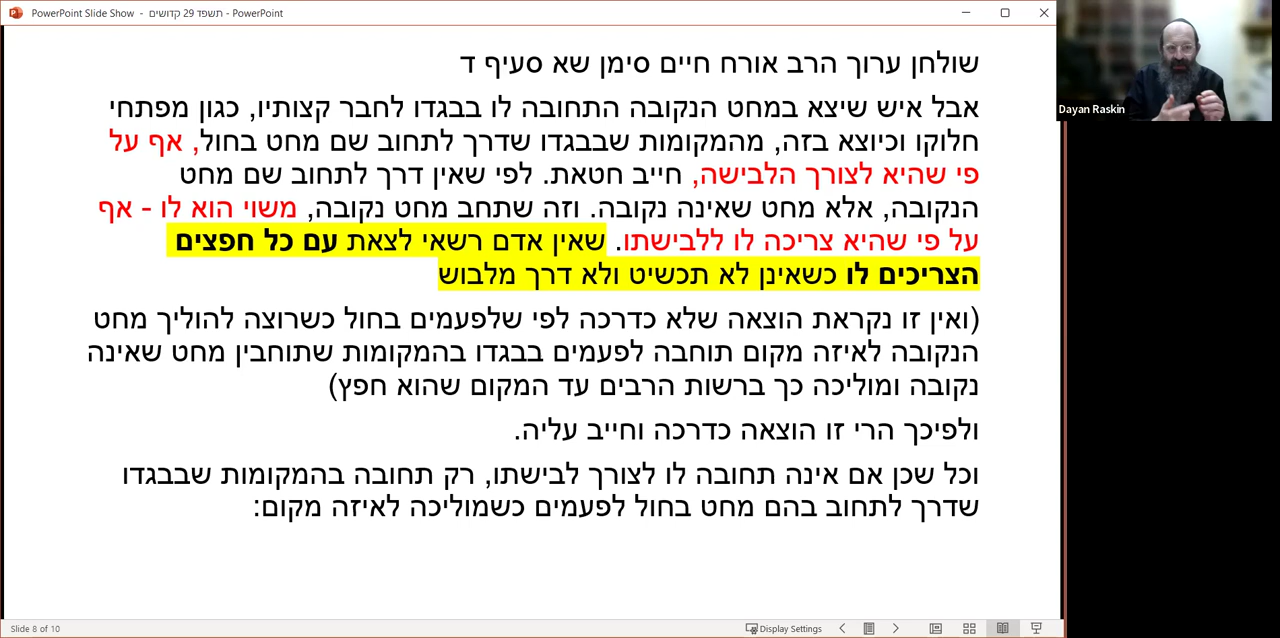 PowerPoint Slide Show - תשפד 29 קדושים - PowerPoint
Dayan Raskin
שולחן ערוך הרב אורח חיים סימן שא סעיף ד
אבל איש שיצא במחט הנקובה התחובה לו בבגדו לחבר קצותיו, כגון מפתחי
חלוקו וכיוצא בזה, מהמקומות שבבגדו שדרך לתחוב שם מחט בחול, אף על
פי שהיא לצורך הלבישה, חייב חטאת. לפי שאין דרך לתחוב שם מחט
הנקובה, אלא מחט שאינה נקובה. וזה שתחב מחט נקובה, משוי הוא לו - אף
על פי שהיא צריכה לו ללבישתו. שאין אדם רשאי לצאת עם כל חפצים
הצריכים לו כשאינן לא תכשיט ולא דרך מלבוש
(ואין זו נקראת הוצאה שלא כדרכה לפי שלפעמים בחול כשרוצה להוליך מחט
הנקובה לאיזה מקום תוחבה לפעמים בבגדו בהמקומות שתוחבין מחט שאינה
נקובה ומוליכה כך ברשות הרבים עד המקום שהוא חפץ)
ולפיכך הרי זו הוצאה כדרכה וחייב עליה.
וכל שכן אם אינה תחובה לו לצורך לבישתו, רק תחובה בהמקומות שבבגדו
שדרך לתחוב בהם מחט בחול לפעמים כשמוליכה לאיזה מקום:
Slide 8 of 10
Display Settings